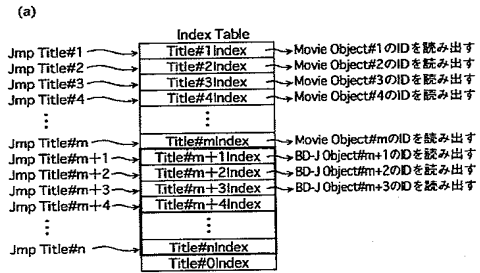 (a)
Index Table
Jmp Title#1 Title#1Index Movie Object#1のIDを読み出す
Jmp Title#2 Title#2Index Movie Object#2のIDを読み出す
Jmp Title#3 Title#3Index Movie Object#3のIDを読み出す
Jmp Title#4 Title#4Index Movie Object#4のIDを読み出す
Jmp Title#m Title#mIndex Movie Object#mのIDを読み出す
Jmp Title#m+1 Title#m+1Index BD-J Object#m+1のIDを読み出す
Jmp Title#m+2 Title#m+2Index BD-J Object#m+2のIDを読み出す
Jmp Title#m+3 Title#m+3Index BD-J Object#m+3のIDを読み出す
Jmp Title#m+4 Title#m+4Index
Jmp Title#n Title#nIndex
Title#0Index